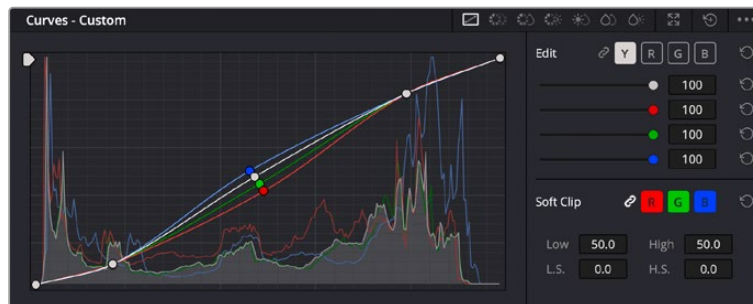 Curves - Custom
Edit Y R G B
100
100
100
100
Soft Clip R G B
Low 50.0 High 50.0
L.S. 0.0 H.S. 0.0